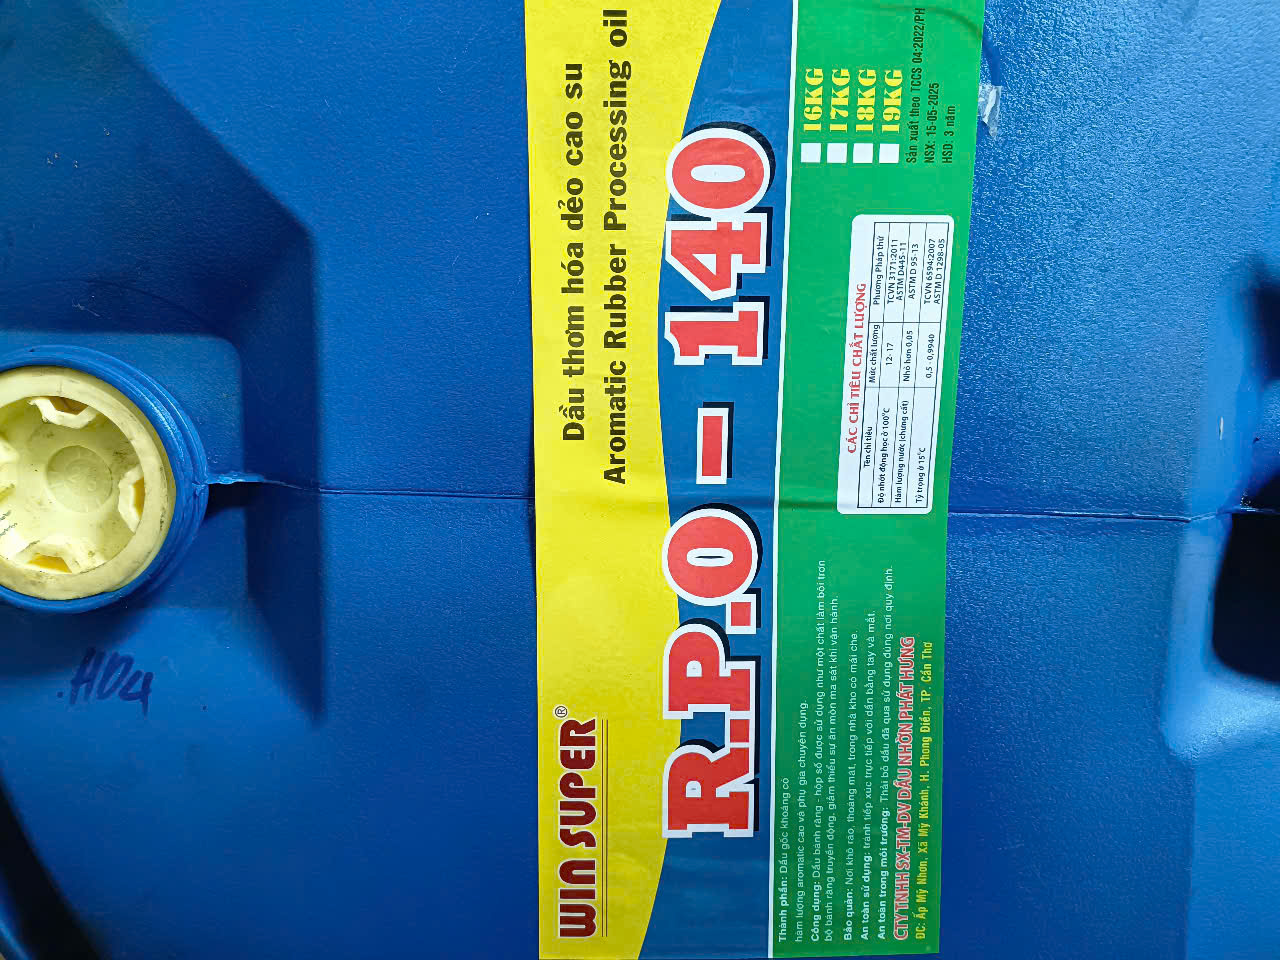 WIN SUPER®
Dầu thơm hóa dẻo cao su
Aromatic Rubber Processing oil
R.P.O - 140
Thành phần: Dầu gốc khoáng có
hàm lượng aromatic cao và phụ gia chuyên dụng.
Công dụng: Dầu bánh răng - hộp số được sử dụng như một chất làm bôi trơn
bộ bánh răng truyền động, giảm thiểu sự ăn mòn ma sát khi vận hành.
Bảo quản: Nơi khô ráo, thoáng mát, trong nhà kho có mái che.
An toàn sử dụng: tránh tiếp xúc trực tiếp với dần bằng tay và mắt.
An toàn trong môi trường: Thải bỏ dầu đã qua sử dụng đúng nơi quy định.
CTY TNHH SX-TM-DV DẦU NHỜN PHÁT HƯNG
ĐC: Ấp Mỹ Nhơn, Xã Mỹ Khánh, H. Phong Điền, TP. Cần Thơ
CÁC CHỈ TIÊU CHẤT LƯỢNG
Tên chỉ tiêu Mức chất lượng Phương Pháp thử
Độ nhớt động học ở 100°C 12- 17 TCVN 3171:2011
ASTM D445-11
Hàm lượng nước (chưng cất) Nhỏ hơn 0,05 ASTM D 95-13
Tỷ trọng ở 15°C 0,5 - 0,9940 TCVN 6594:2007
ASTM D 1298-05
16KG
17KG
18KG
19KG
Sản xuất theo TCCS 04:2022/PH
NSX: 15-05-2025
HSD: 3 năm